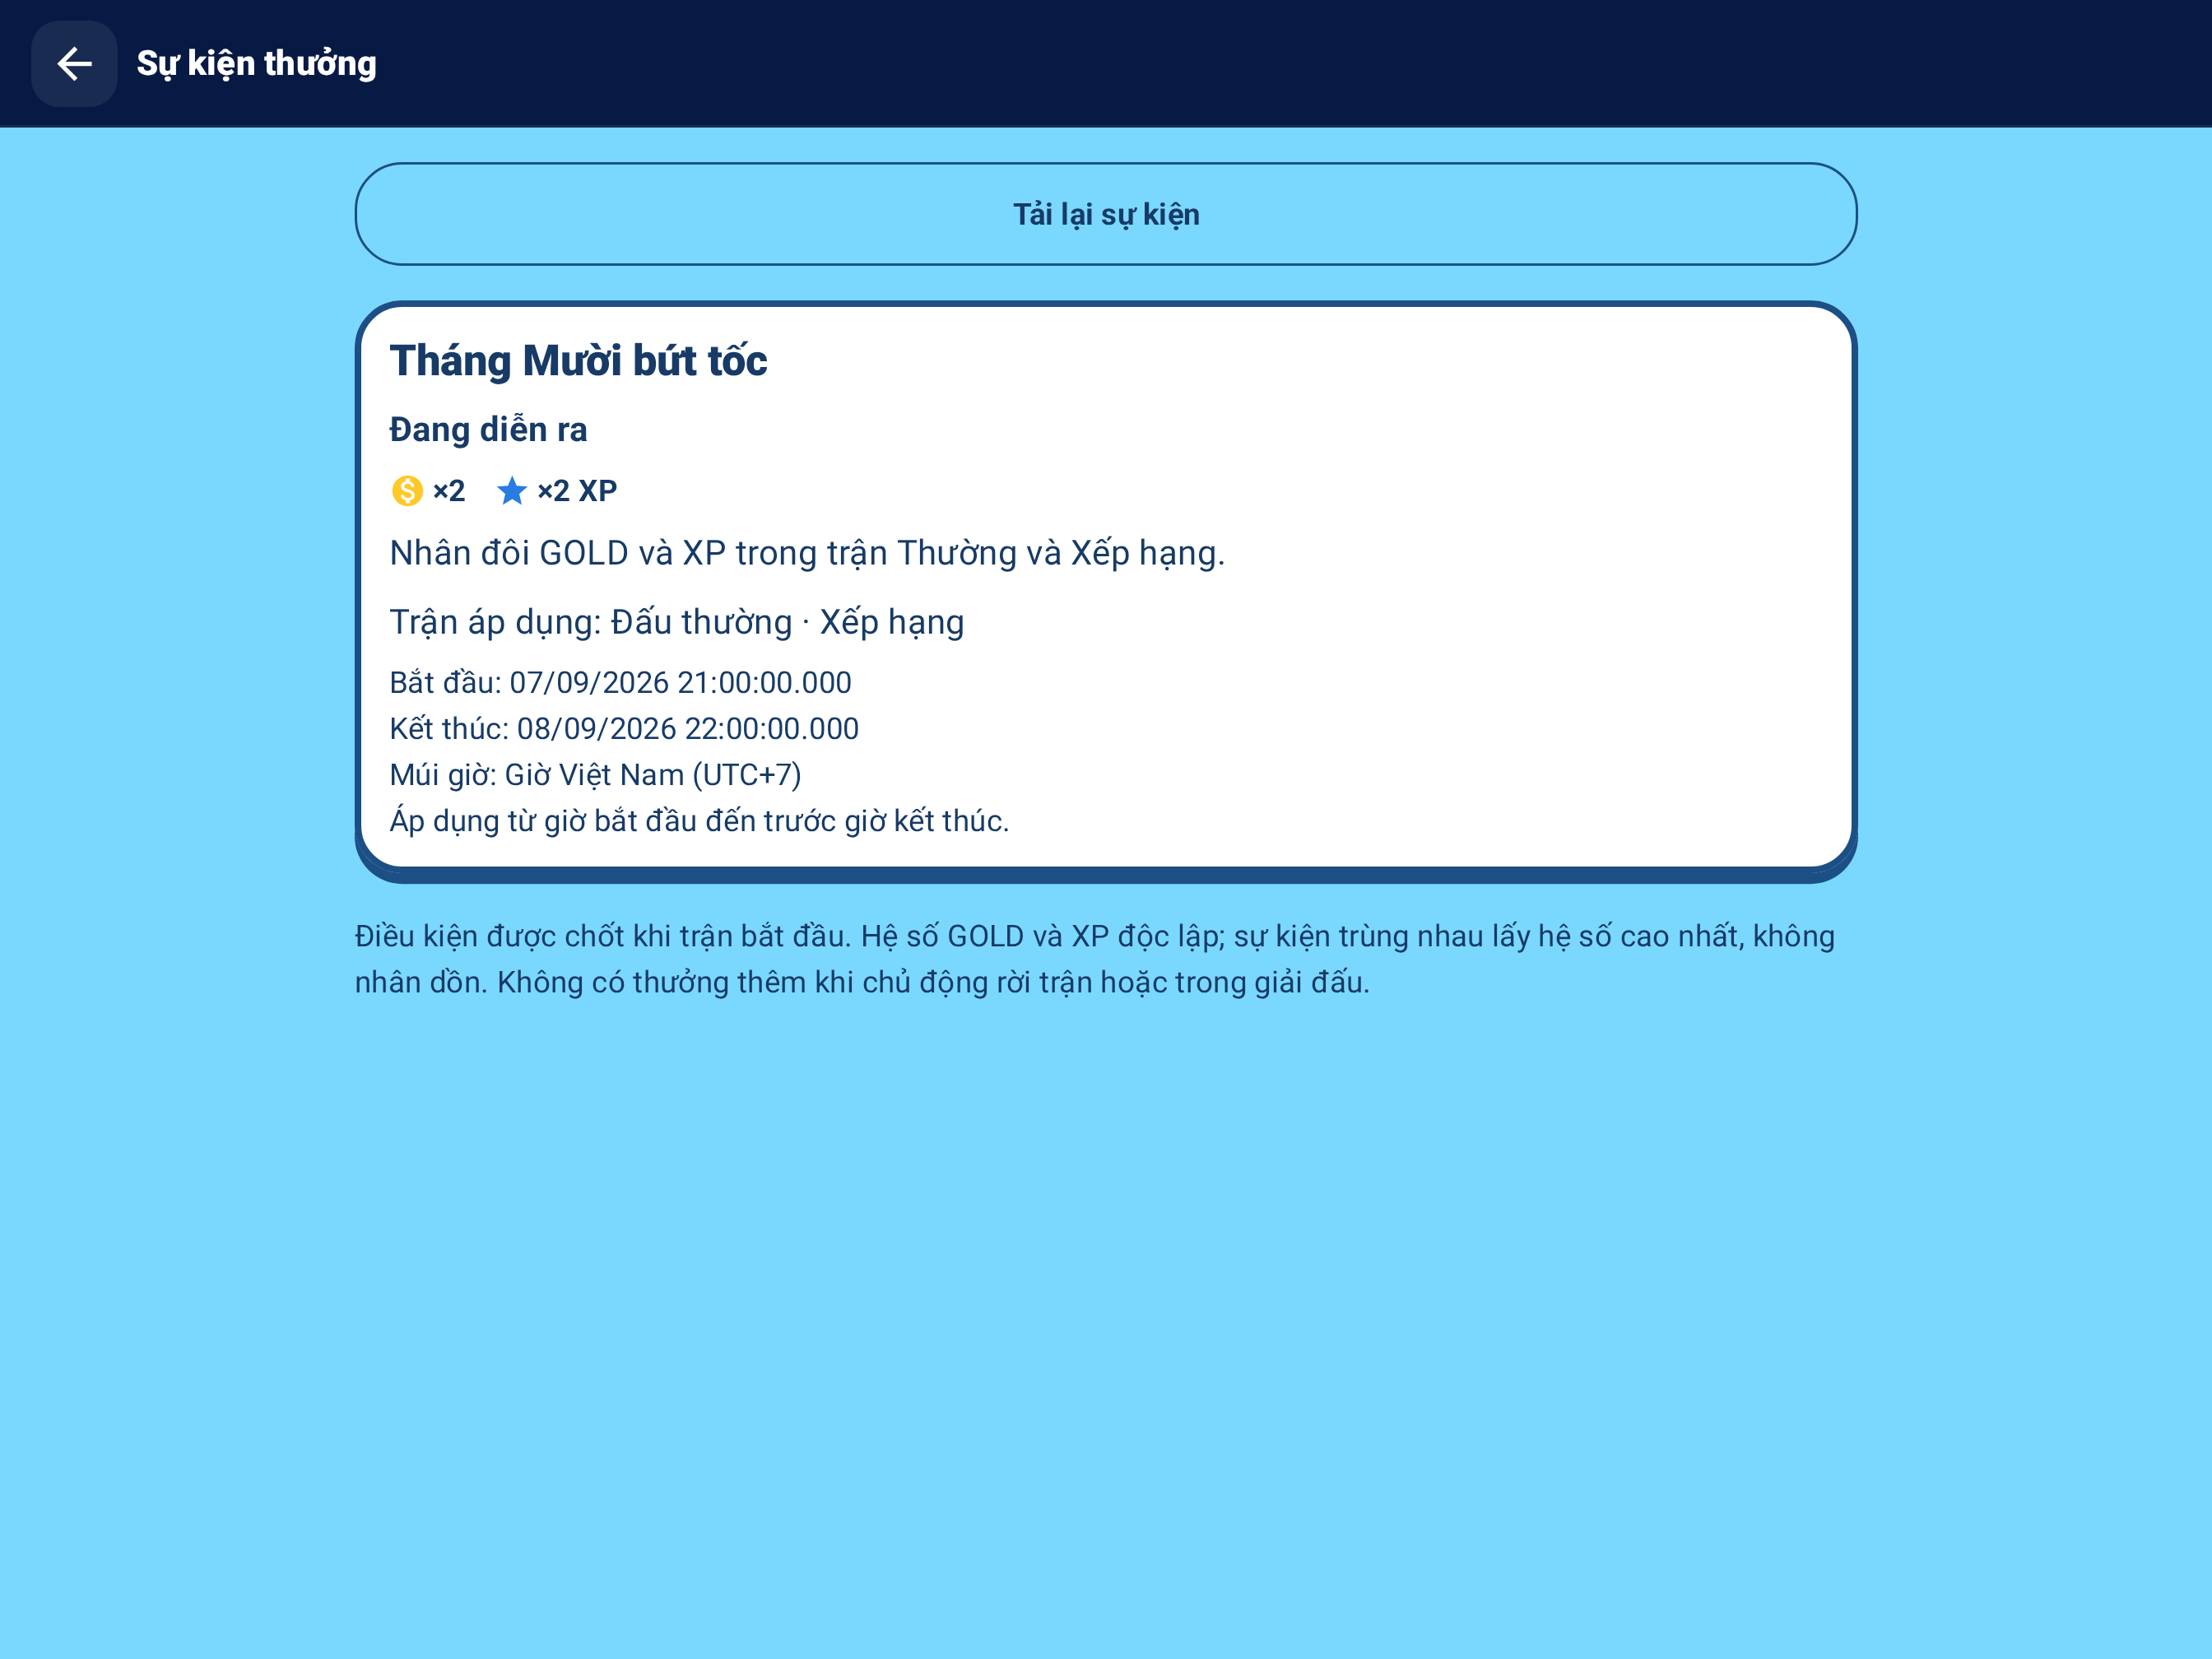 Sự kiện thưởng
Tải lại sự kiện
Tháng Mười bứt tốc
Đang diễn ra
×2 ×2 XP
Nhân đôi GOLD và XP trong trận Thường và Xếp hạng.
Trận áp dụng: Đấu thường · Xếp hạng
Bắt đầu: 07/09/2026 21:00:00.000
Kết thúc: 08/09/2026 22:00:00.000
Múi giờ: Giờ Việt Nam (UTC+7)
Áp dụng từ giờ bắt đầu đến trước giờ kết thúc.
Điều kiện được chốt khi trận bắt đầu. Hệ số GOLD và XP độc lập; sự kiện trùng nhau lấy hệ số cao nhất, không
nhân dồn. Không có thưởng thêm khi chủ động rời trận hoặc trong giải đấu.